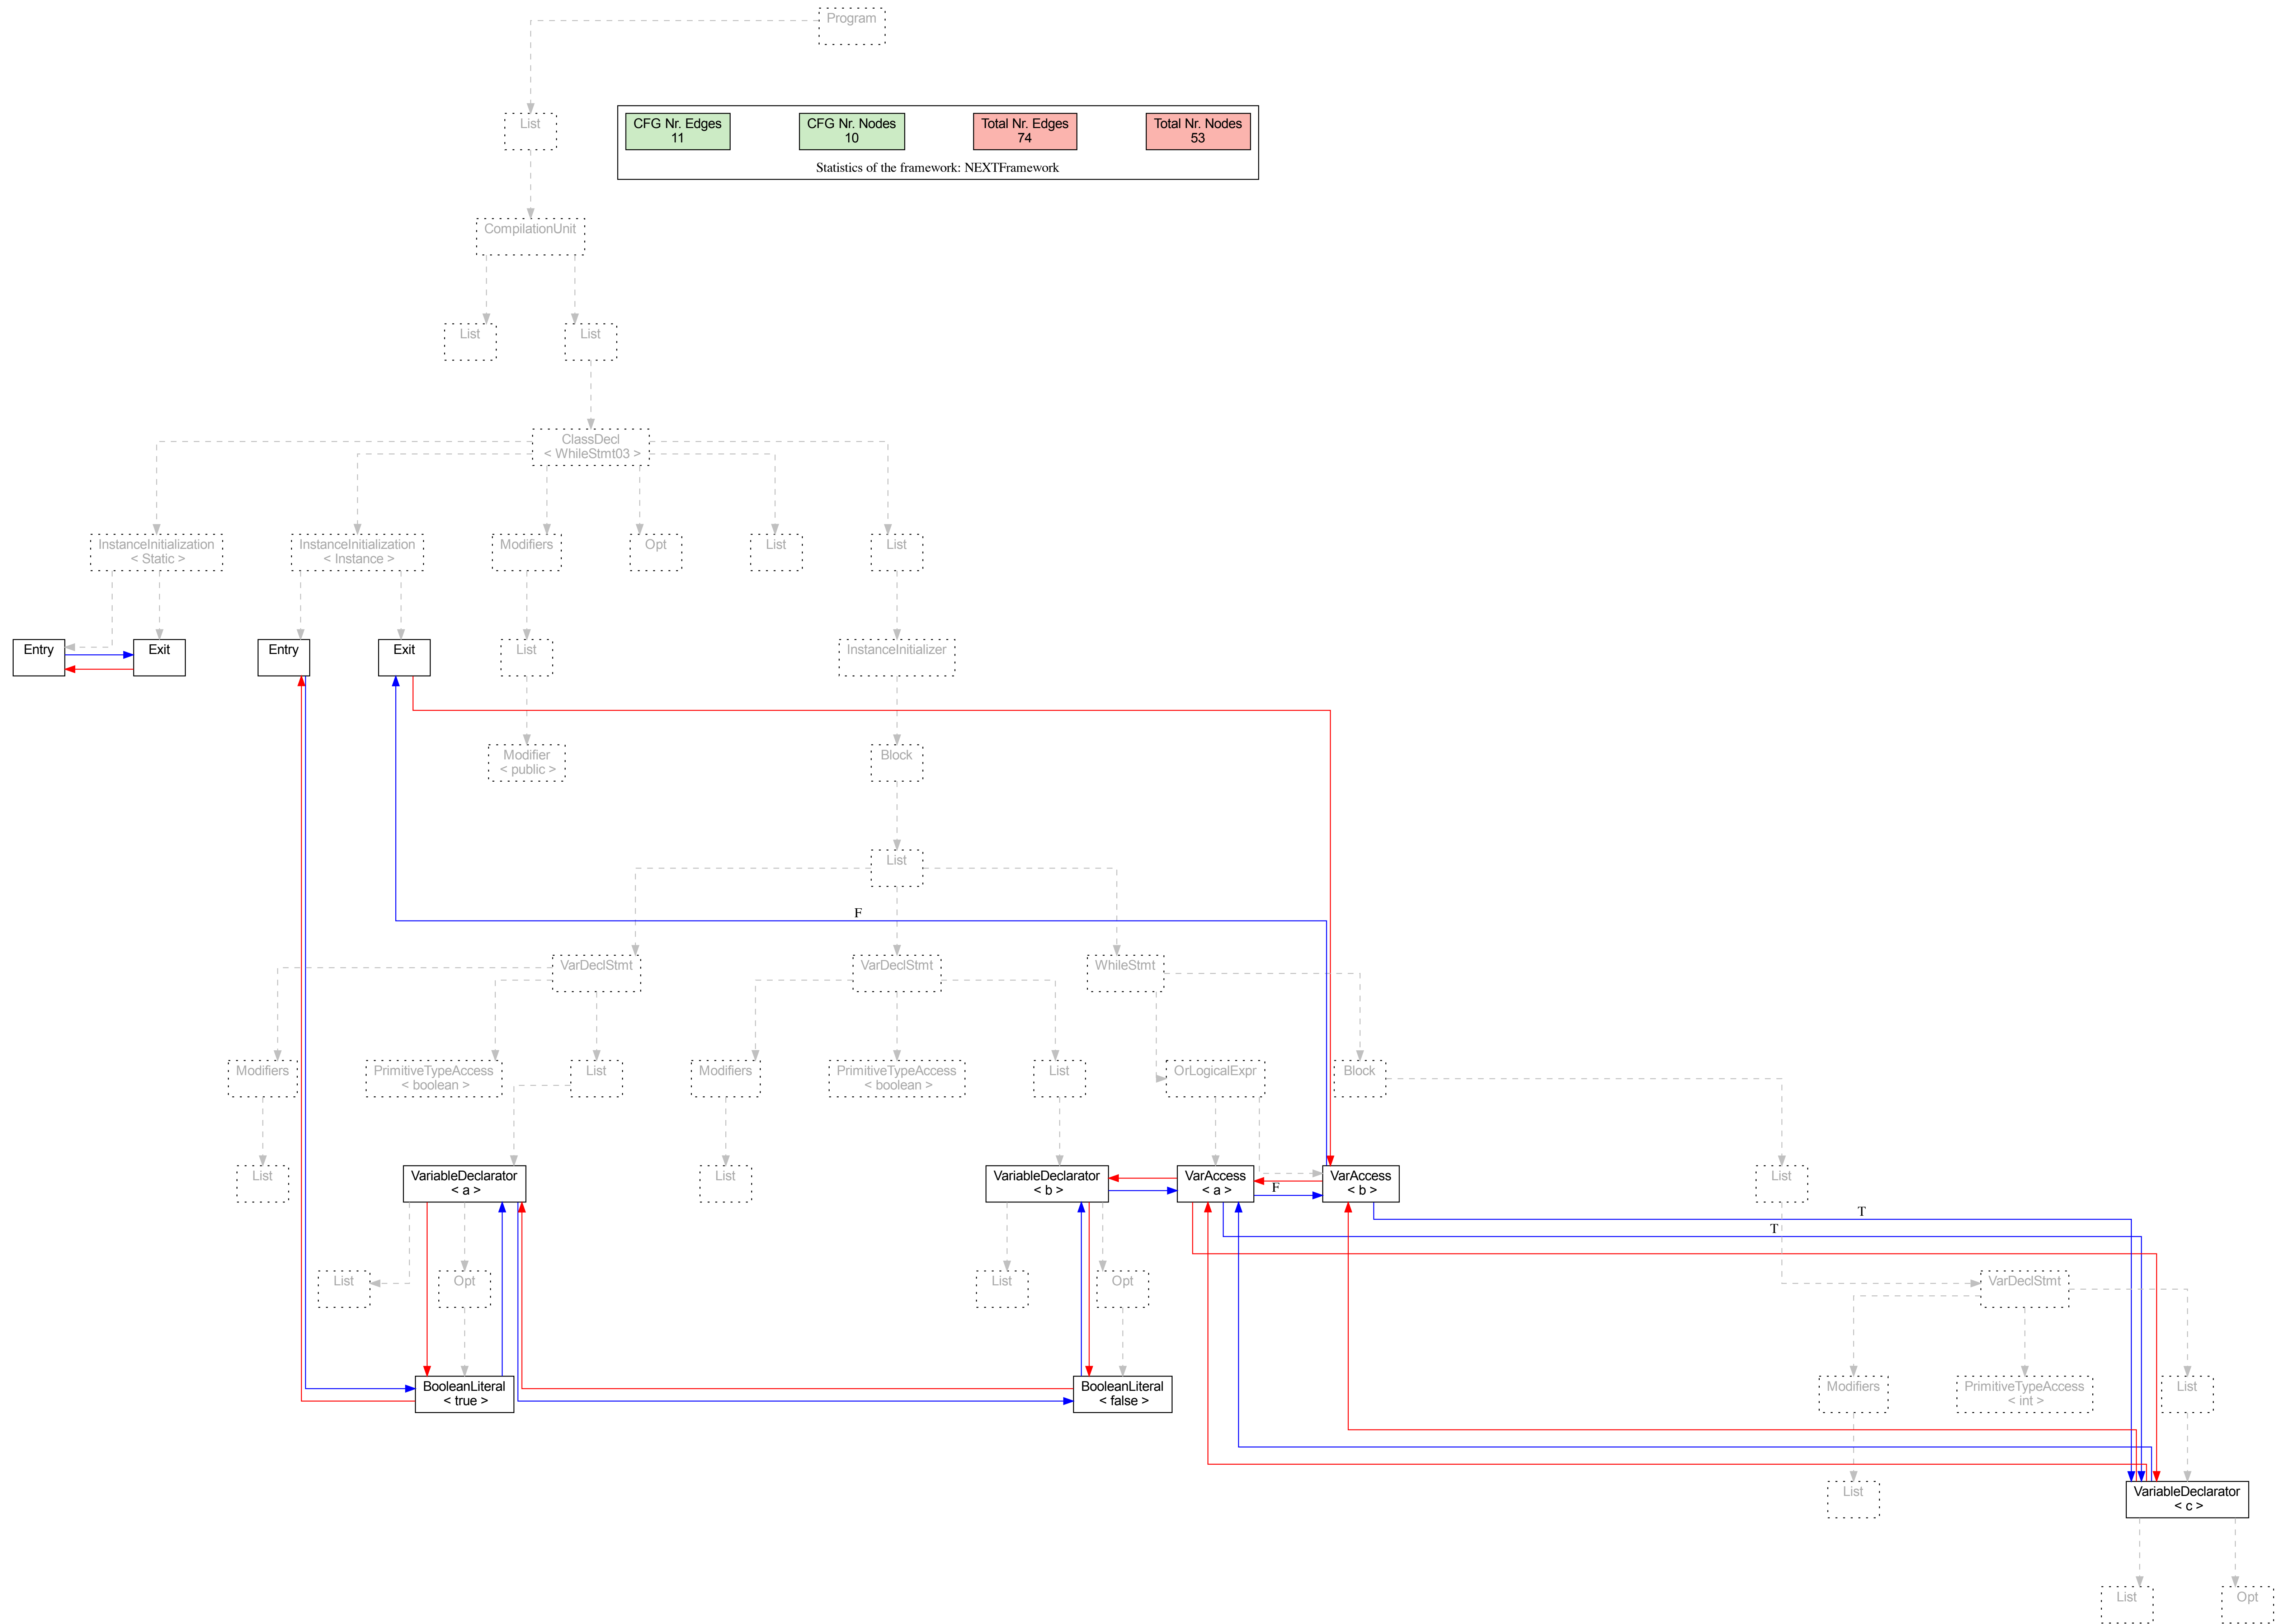 Program
List
CFG Nr. Edges
11
CFG Nr. Nodes
10
Total Nr. Edges
74
Total Nr. Nodes
53
Statistics of the framework: NEXTFramework
CompilationUnit
List
List
ClassDecl
< WhileStmt03 >
InstanceInitialization
< Static >
InstanceInitialization
< Instance >
Modifiers
Opt
List
List
Entry
Exit
Entry
Exit
List
InstanceInitializer
Modifier
< public >
Block
List
F
VarDeclStmt
VarDeclStmt
WhileStmt
Modifiers
PrimitiveTypeAccess
< boolean >
List
Modifiers
PrimitiveTypeAccess
< boolean >
List
OrLogicalExpr
Block
List
VariableDeclarator
< a >
List
VariableDeclarator
< b >
VarAccess
< a >
F
VarAccess
< b >
List
T
T
List
Opt
List
Opt
VarDeclStmt
BooleanLiteral
< true >
BooleanLiteral
< false >
Modifiers
PrimitiveTypeAccess
< int >
List
List
VariableDeclarator
< c >
List
Opt